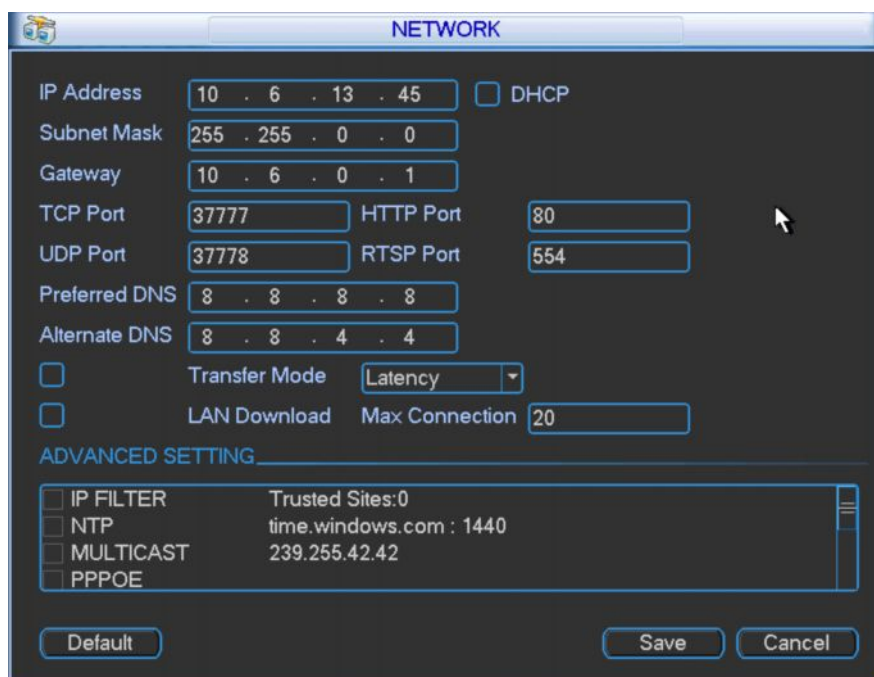 NETWORK
IP Address 10 . 6 . 13 . 45 DHCP
Subnet Mask 255 . 255 . 0 . 0
Gateway 10 . 6 . 0 . 1
TCP Port 37777 HTTP Port 80
UDP Port 37778 RTSP Port 554
Preferred DNS 8 . 8 . 8 . 8
Alternate DNS 8 . 8 . 4 . 4
Transfer Mode Latency
LAN Download Max Connection 20
ADVANCED SETTING
IP FILTER Trusted Sites:0
NTP time.windows.com : 1440
MULTICAST 239.255.42.42
PPPOE
Default Save Cancel